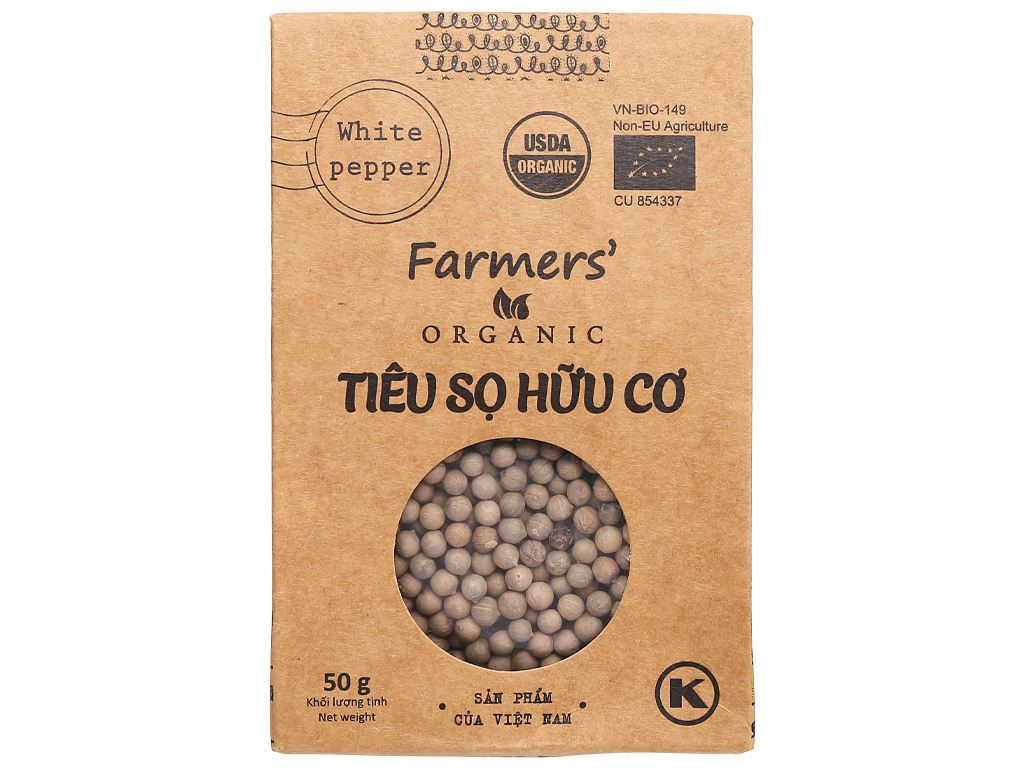 White
pepper
USDA
ORGANIC
VN-BIO-149
Non-EU Agriculture
CU 854337
Farmers'
ORGANIC
TIÊU SỌ HỮU CƠ
50 g
Khối lượng tịnh
Net weight
SẢN PHẨM
CỦA VIỆT NAM
K